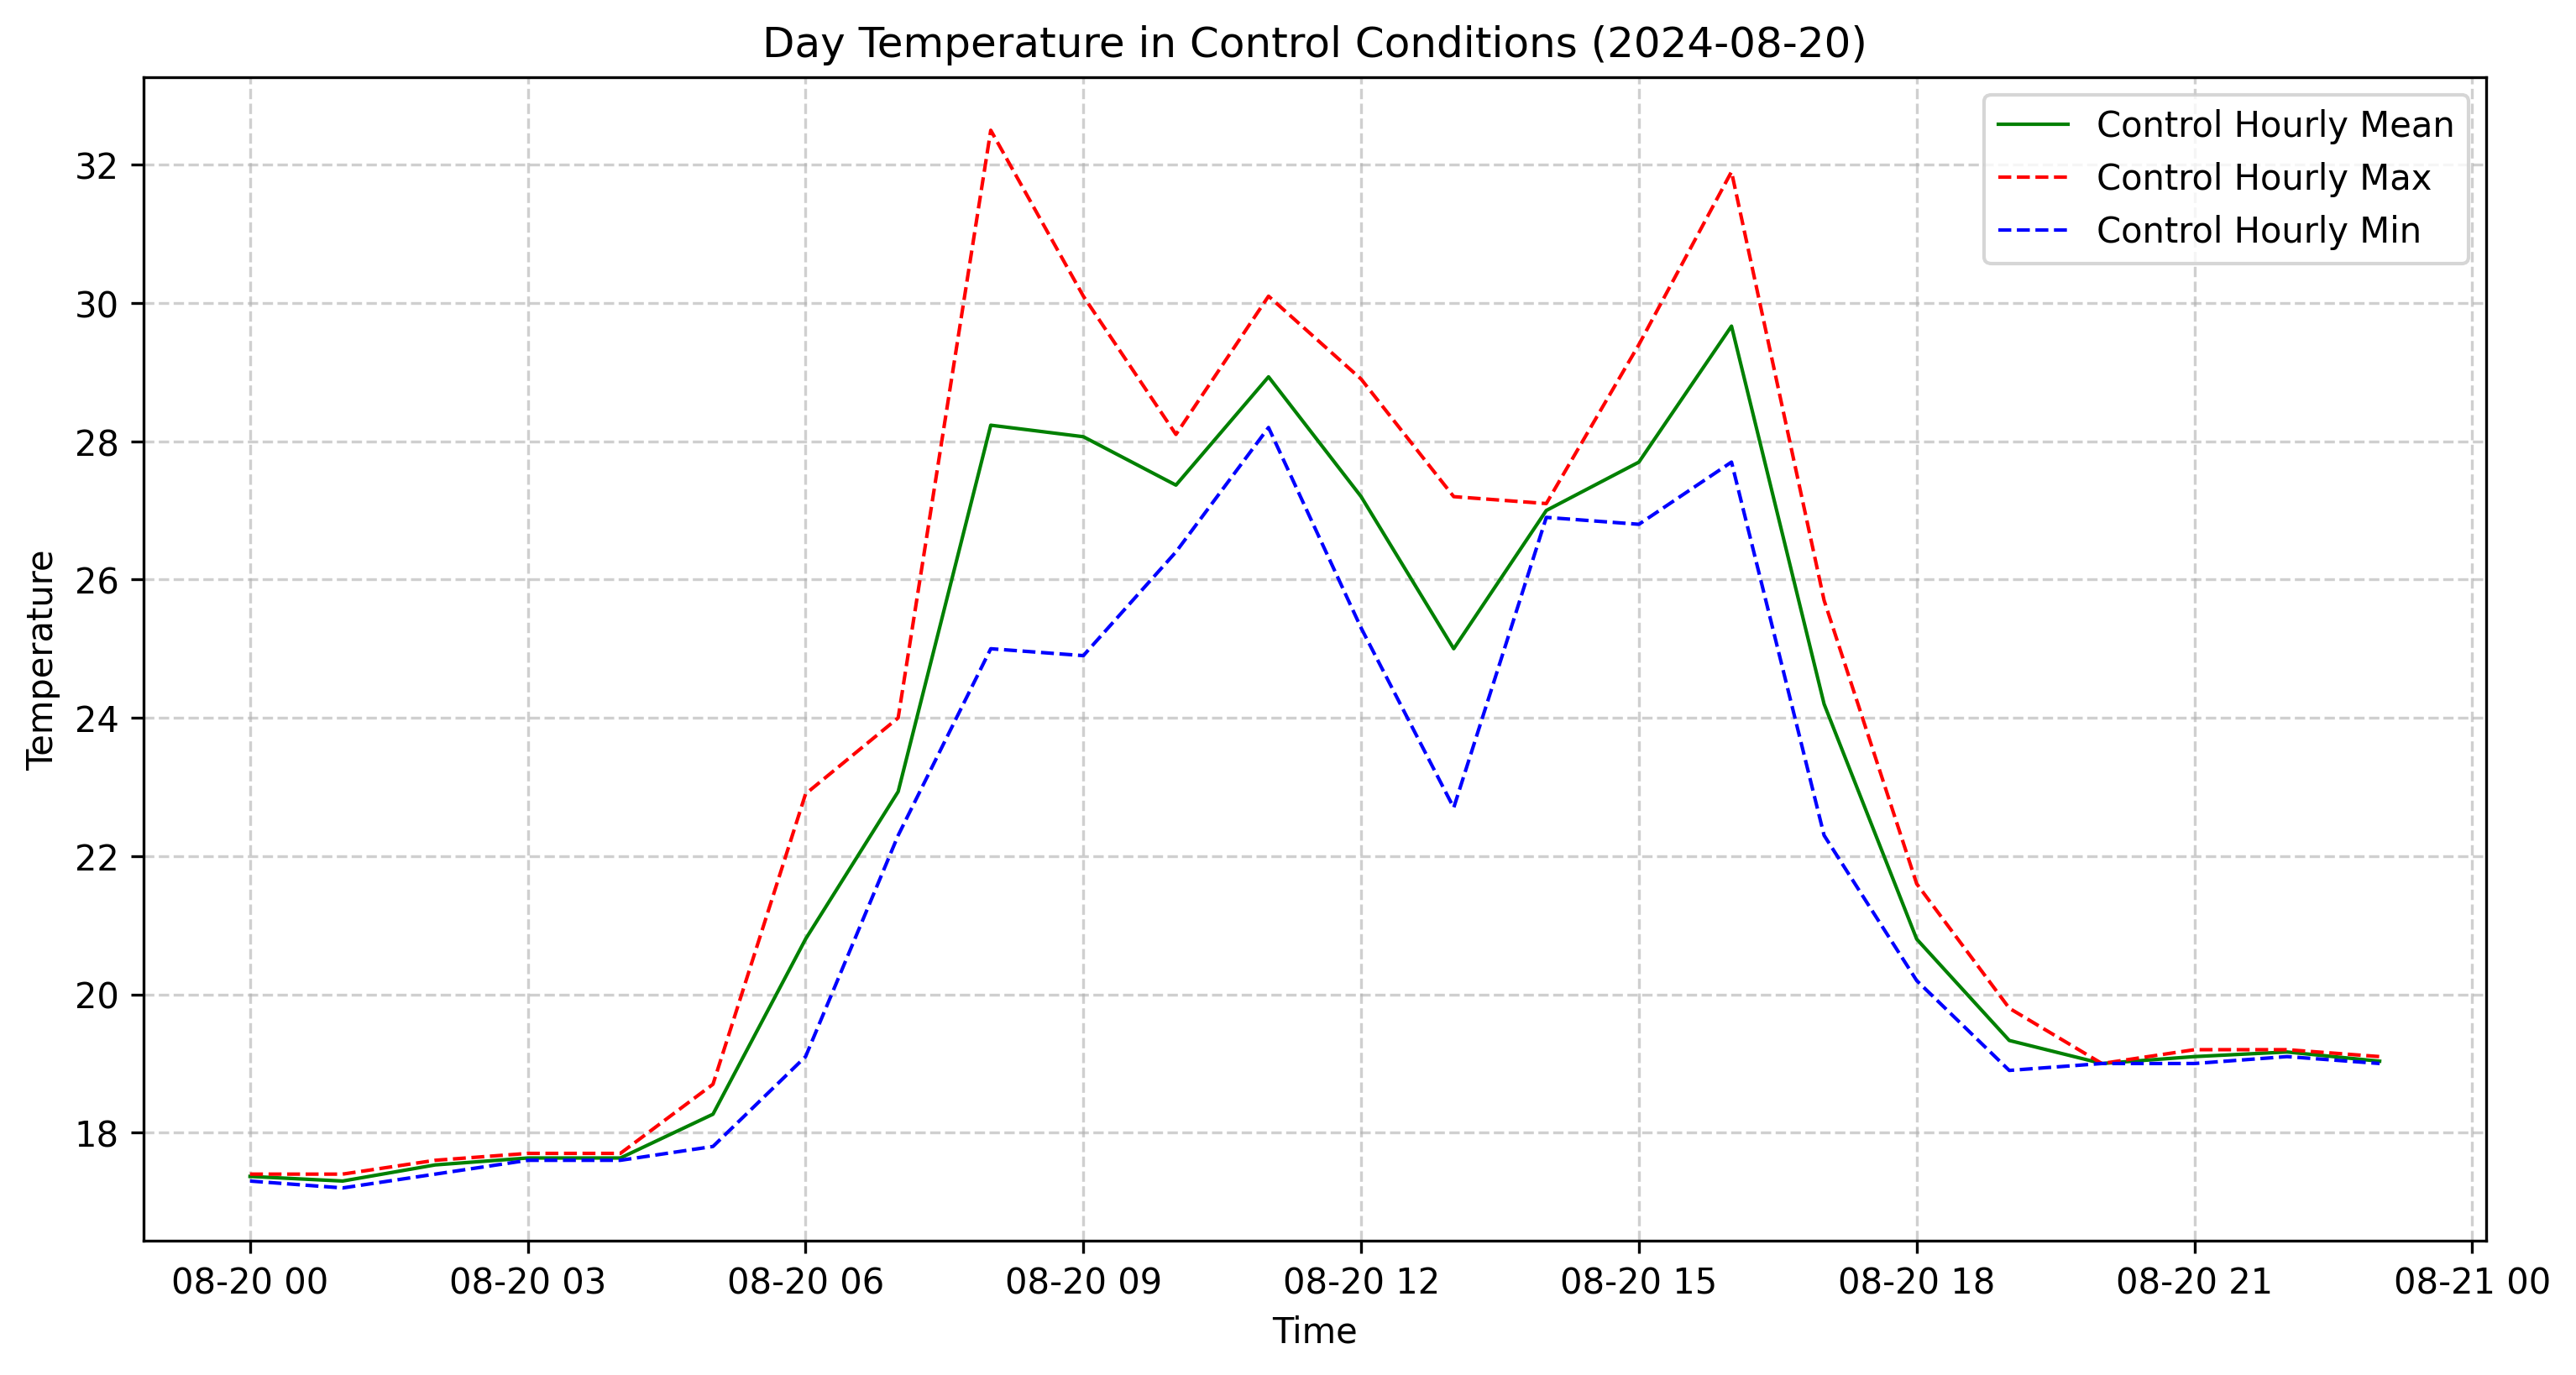 Day Temperature in Control Conditions (2024-08-20)
Control Hourly Mean
Control Hourly Max
Control Hourly Min
Temperature
32
30
28
26
24
22
20
18
08-20 00
08-20 03
08-20 06
08-20 09
08-20 12
08-20 15
08-20 18
08-20 21
08-21 00
Time